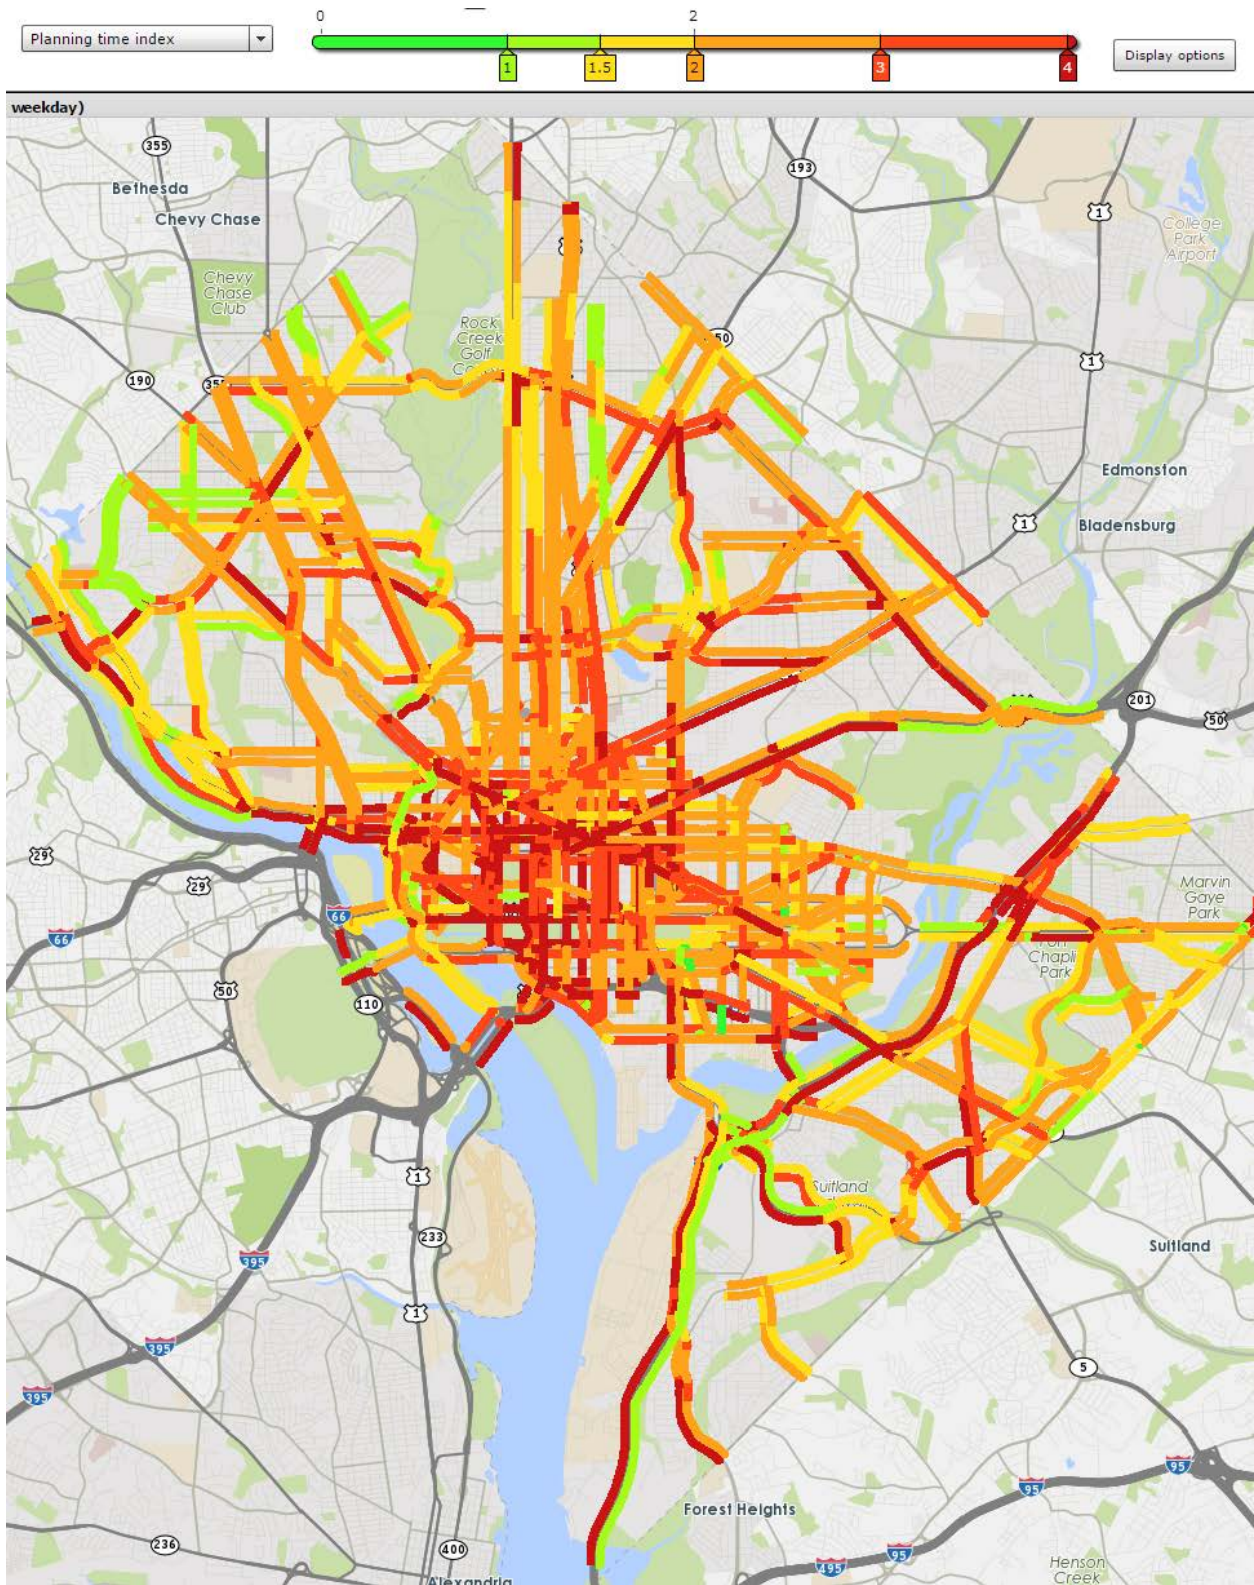 0
2
Planning time index
1
1.5
2
3
4
Display options
weekday)
355
Bethesda
Chevy Chase
193
1
College
Park
Airport
Chevy
Chase
Club
Rock
Creek
Golf
190
1
Edmonston
1
Bladensburg
201
50
29
29
Marvin
Gaye
Park
66
66
50
110
Park
1
Suitland
233
395
Suitland
1
395
5
395
95
95
Forest Heights
95
236
400
495
Henson
Creek
Alexandria